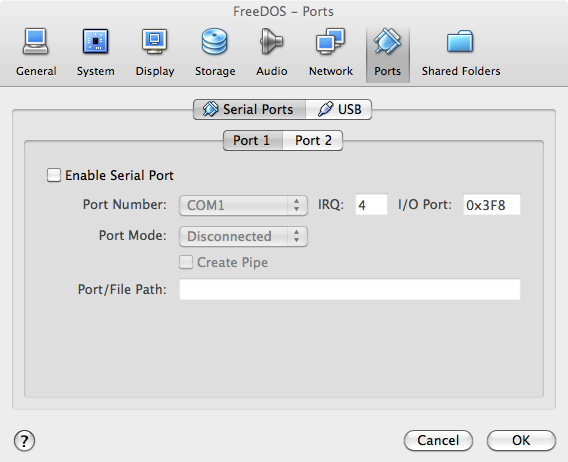 FreeDOS – Ports
General System Display Storage Audio Network Ports Shared Folders
Serial Ports USB
Port 1 Port 2
Enable Serial Port
Port Number: COM1 IRQ: 4 I/O Port: 0x3F8
Port Mode: Disconnected
Create Pipe
Port/File Path:
? Cancel OK